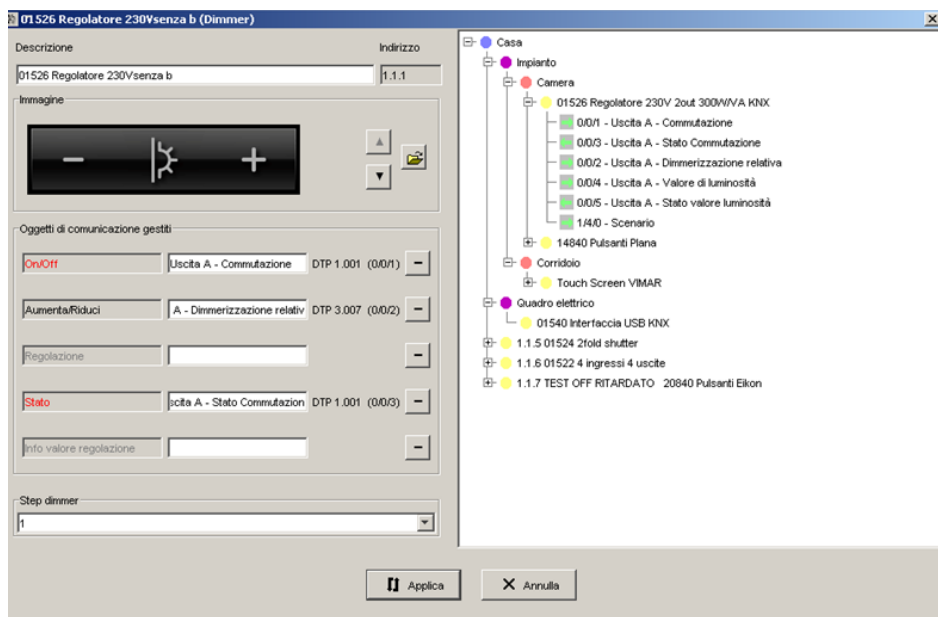 01526 Regolatore 230Vsenza b (Dimmer)
Descrizione Indirizzo
01526 Regolatore 230Vsenza b 1.1.1
Immagine
Oggetti di comunicazione gestiti
On/Off Uscita A - Commutazione DTP 1.001 (0/0/1)
Aumenta/Riduci A - Dimmerizzazione relativ DTP 3.007 (0/0/2)
Regolazione
Stato scita A - Stato Commutazion DTP 1.001 (0/0/3)
Info valore regolazione
Step dimmer
1
Casa
Impianto
Camera
01526 Regolatore 230V 2out 300W/VA KNX
0/0/1 - Uscita A - Commutazione
0/0/3 - Uscita A - Stato Commutazione
0/0/2 - Uscita A - Dimmerizzazione relativa
0/0/4 - Uscita A - Valore di luminosità
0/0/5 - Uscita A - Stato valore luminosità
1/4/0 - Scenario
14840 Pulsanti Plana
Corridoio
Touch Screen VIMAR
Quadro elettrico
01540 Interfaccia USB KNX
1.1.5 01524 2fold shutter
1.1.6 01522 4 ingressi 4 uscite
1.1.7 TEST OFF RITARDATO 20840 Pulsanti Eikon
Applica Annulla